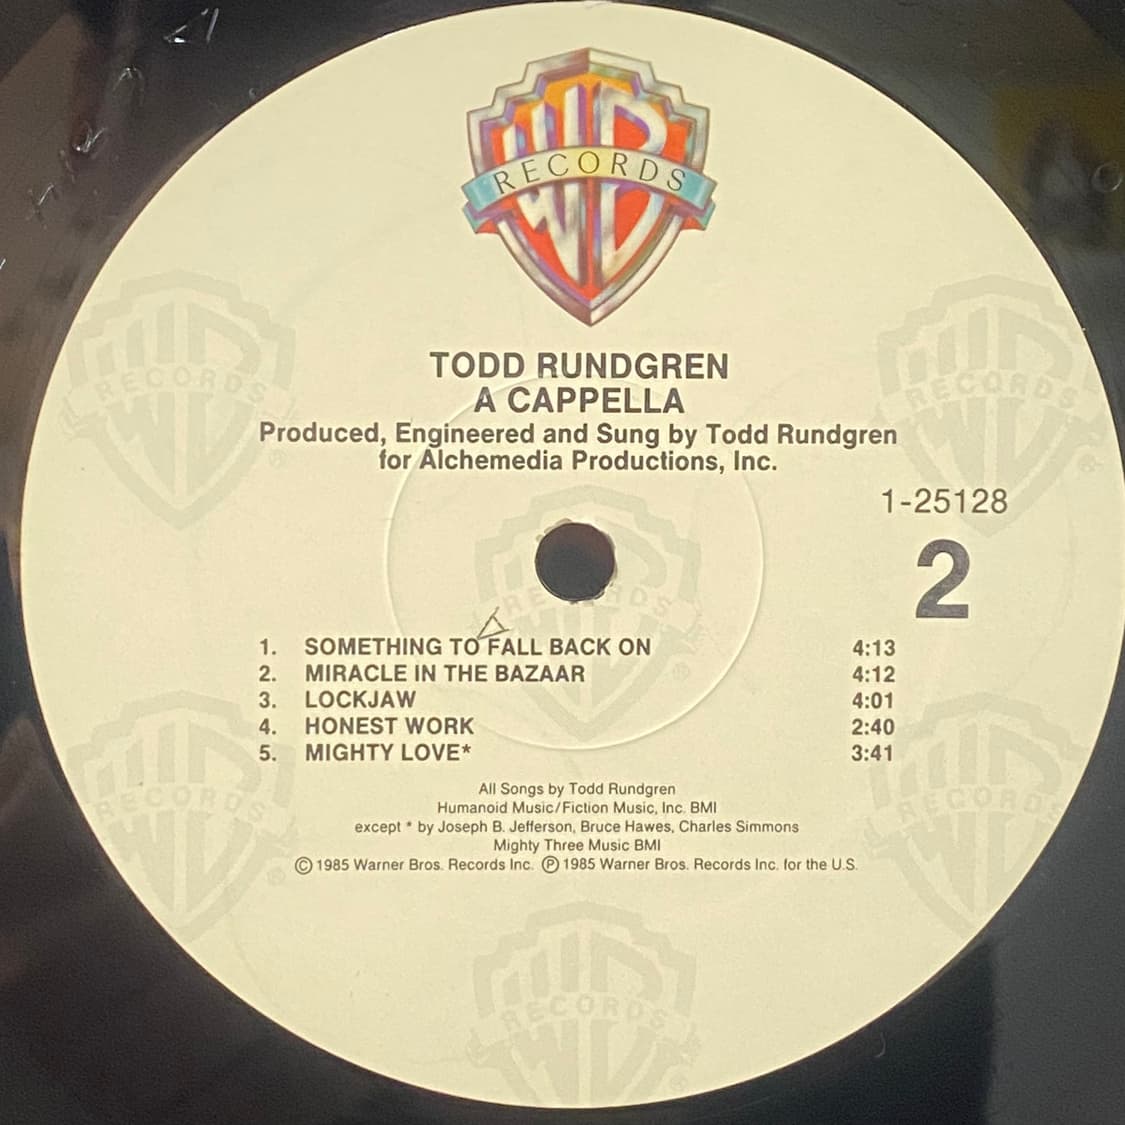 WB
RECORDS
TODD RUNDGREN
A CAPPELLA
Produced, Engineered and Sung by Todd Rundgren
for Alchemedia Productions, Inc.
1-25128
2
1. SOMETHING TO FALL BACK ON 4:13
2. MIRACLE IN THE BAZAAR 4:12
3. LOCKJAW 4:01
4. HONEST WORK 2:40
5. MIGHTY LOVE* 3:41
All Songs by Todd Rundgren
Humanoid Music/Fiction Music, Inc. BMI
except * by Joseph B. Jefferson, Bruce Hawes, Charles Simmons
Mighty Three Music BMI
© 1985 Warner Bros. Records Inc. ℗ 1985 Warner Bros. Records Inc. for the U.S.